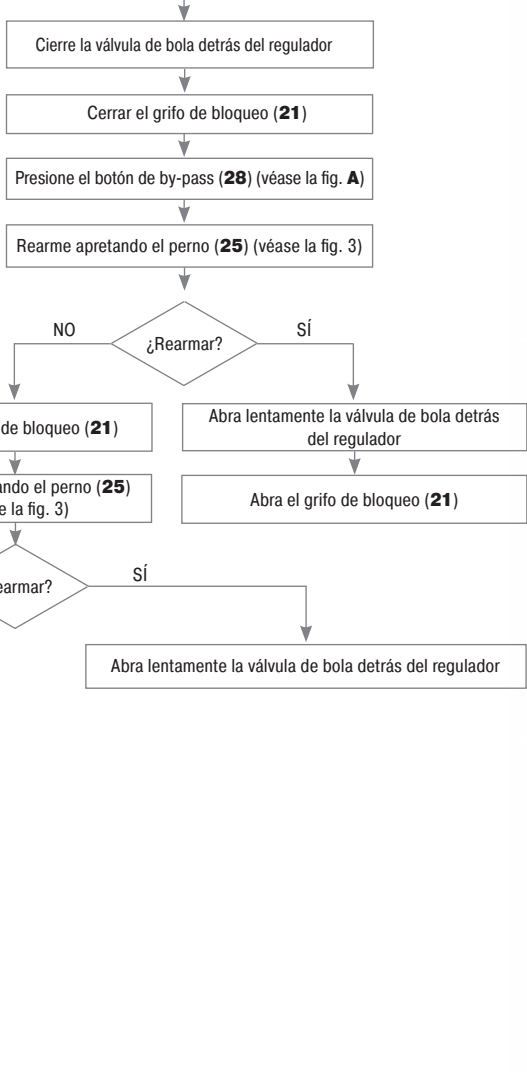 Cierre la válvula de bola detrás del regulador
Cerrar el grifo de bloqueo (21)
Presione el botón de by-pass (28) (véase la fig. A)
Rearme apretando el perno (25) (véase la fig. 3)
NO
¿Rearmar?
SÍ
de bloqueo (21)
Abra lentamente la válvula de bola detrás
del regulador
ando el perno (25)
e la fig. 3)
Abra el grifo de bloqueo (21)
earmar?
SÍ
Abra lentamente la válvula de bola detrás del regulador